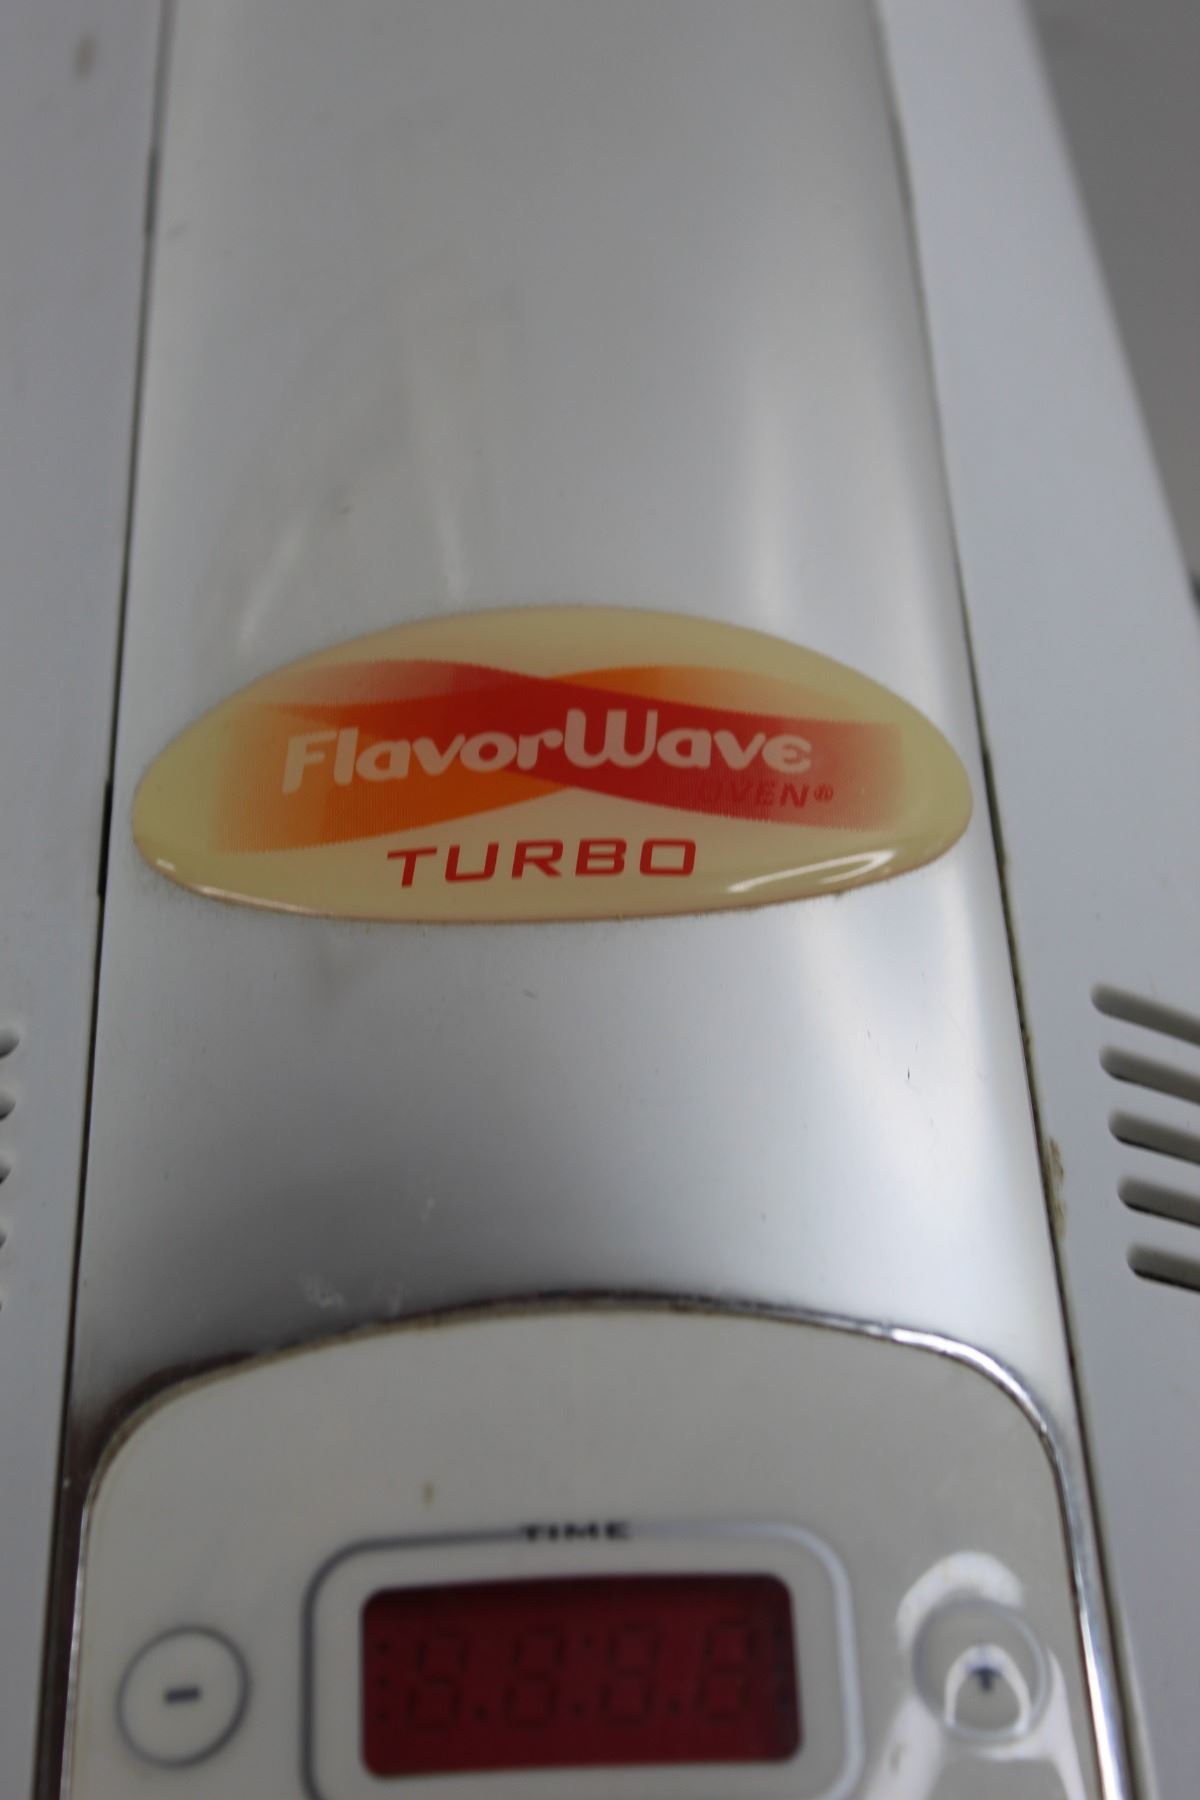 FlavorWave
OVEN®
TURBO
TIME
-
+